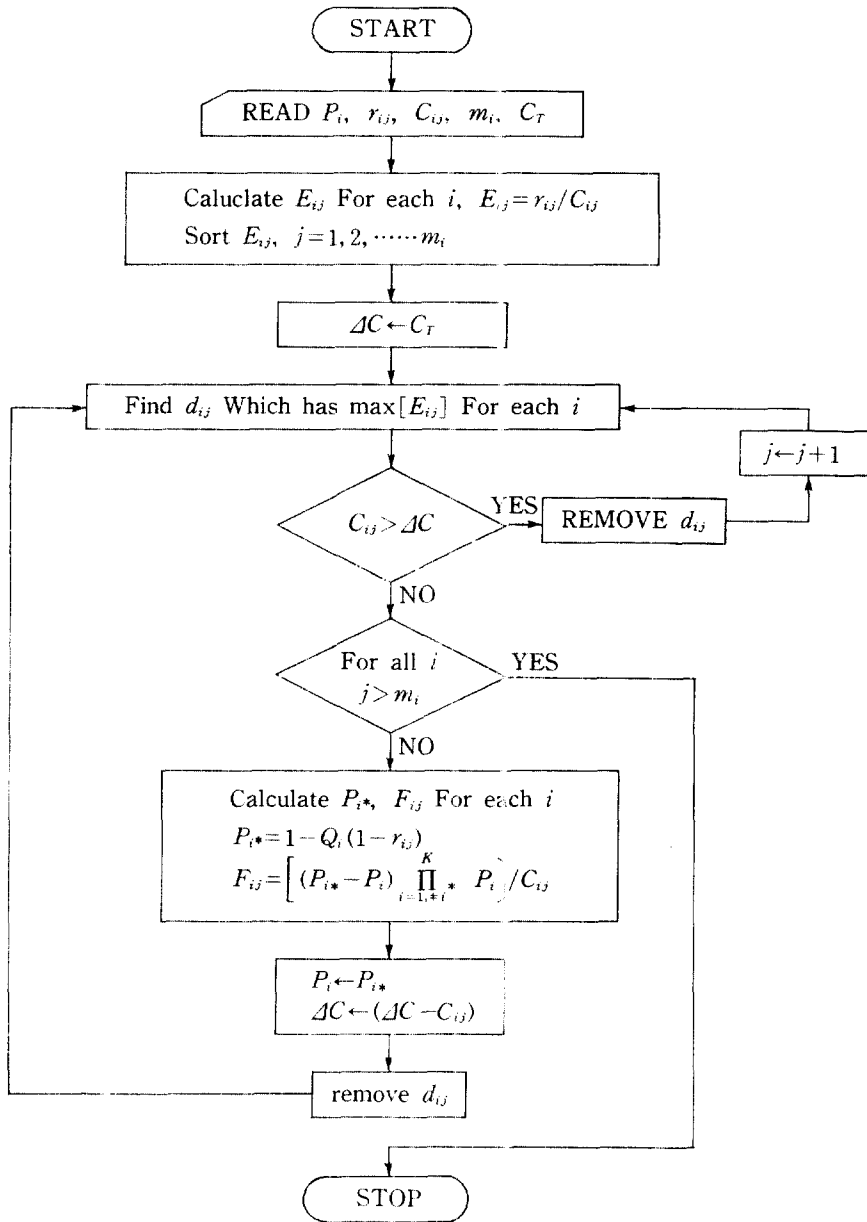 START
READ P_i, r_ij, C_ij, m_i, C_T
Caluclate E_ij For each i, E_ij = r_ij / C_ij
Sort E_ij, j = 1, 2, ⋯⋯ m_i
ΔC ← C_T
Find d_ij Which has max[E_ij] For each i
j ← j + 1
C_ij > ΔC
YES
REMOVE d_ij
NO
For all i
j > m_i
YES
NO
Calculate P_i*, F_ij For each i
P_i* = 1 − Q_i (1 − r_ij)
F_ij = [ (P_i* − P_i) ∏_{i=1, *i*}^{K} P_i ] / C_ij
P_i ← P_i*
ΔC ← (ΔC − C_ij)
remove d_ij
STOP